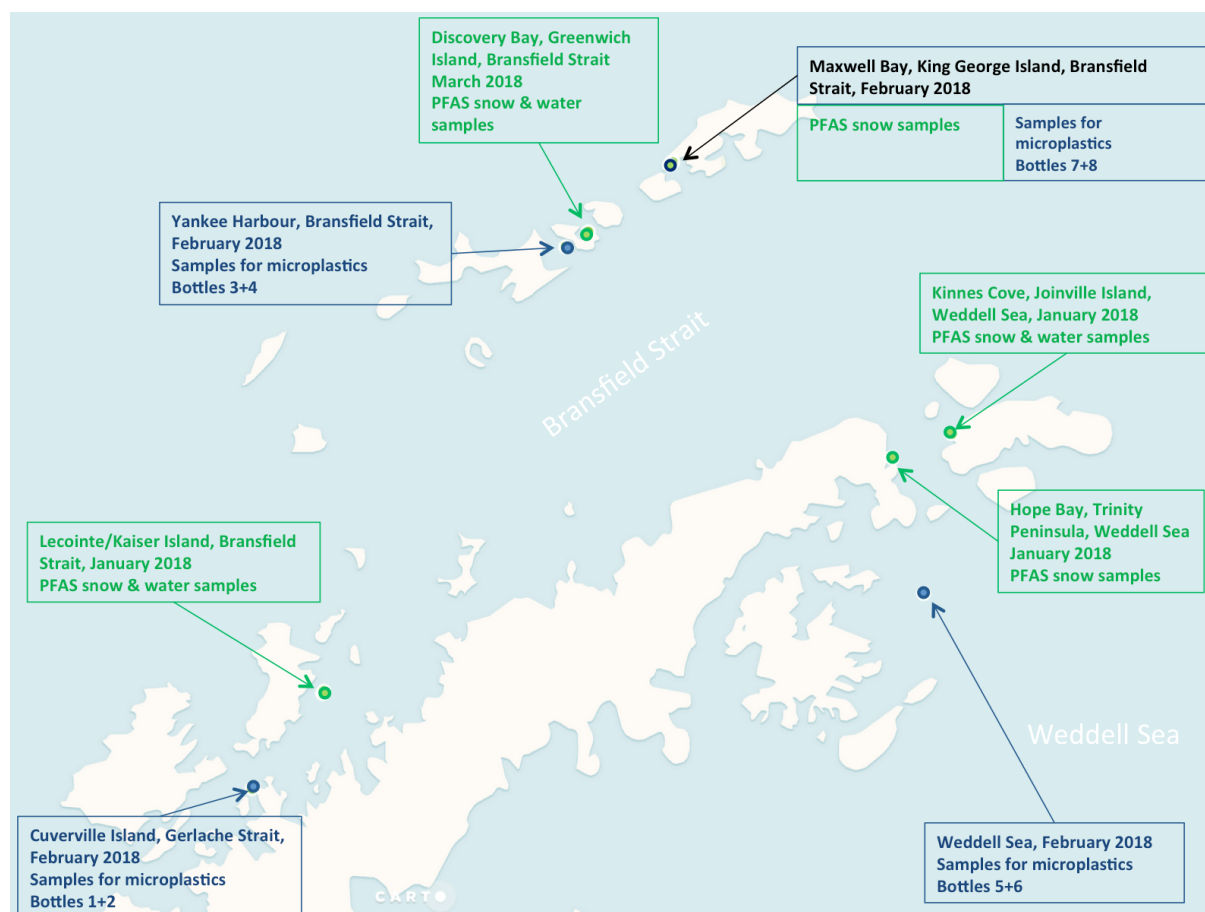 Discovery Bay, Greenwich
Island, Bransfield Strait
March 2018
PFAS snow & water
samples
Maxwell Bay, King George Island, Bransfield
Strait, February 2018
PFAS snow samples
Samples for
microplastics
Bottles 7+8
Yankee Harbour, Bransfield Strait,
February 2018
Samples for microplastics
Bottles 3+4
Kinnes Cove, Joinville Island,
Weddell Sea, January 2018
PFAS snow & water samples
Bransfield Strait
Hope Bay, Trinity
Peninsula, Weddell Sea
January 2018
PFAS snow samples
Lecointe/Kaiser Island, Bransfield
Strait, January 2018
PFAS snow & water samples
Weddell Sea
Cuverville Island, Gerlache Strait,
February 2018
Samples for microplastics
Bottles 1+2
Weddell Sea, February 2018
Samples for microplastics
Bottles 5+6
CARTO